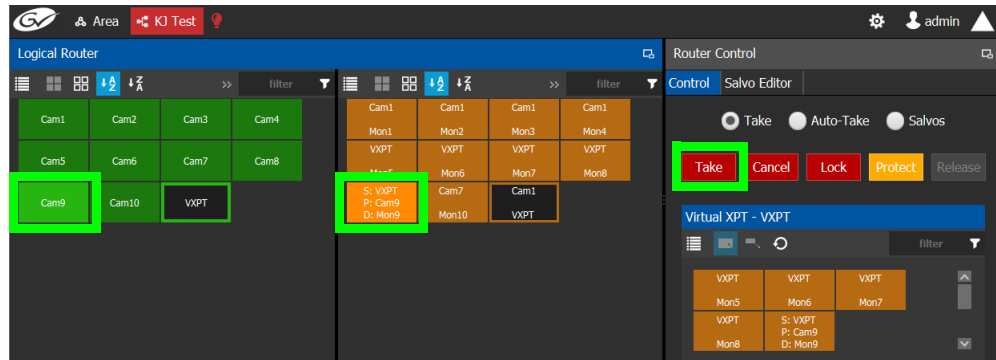 GV Area KJ Test admin
Logical Router
Router Control
filter
filter
Control Salvo Editor
Cam1 Cam2 Cam3 Cam4
Cam5 Cam6 Cam7 Cam8
Cam9 Cam10 VXPT
Cam1 Cam1 Cam1 Cam1
Mon1 Mon2 Mon3 Mon4
VXPT VXPT VXPT VXPT
Mon6 Mon7 Mon8
S: VXPT Cam7 Cam1
P: Cam9
D: Mon9 Mon10 VXPT
Take Auto-Take Salvos
Take Cancel Lock Protect Release
Virtual XPT - VXPT
filter
VXPT VXPT VXPT
Mon5 Mon6 Mon7
VXPT S: VXPT
P: Cam9
Mon8 D: Mon9